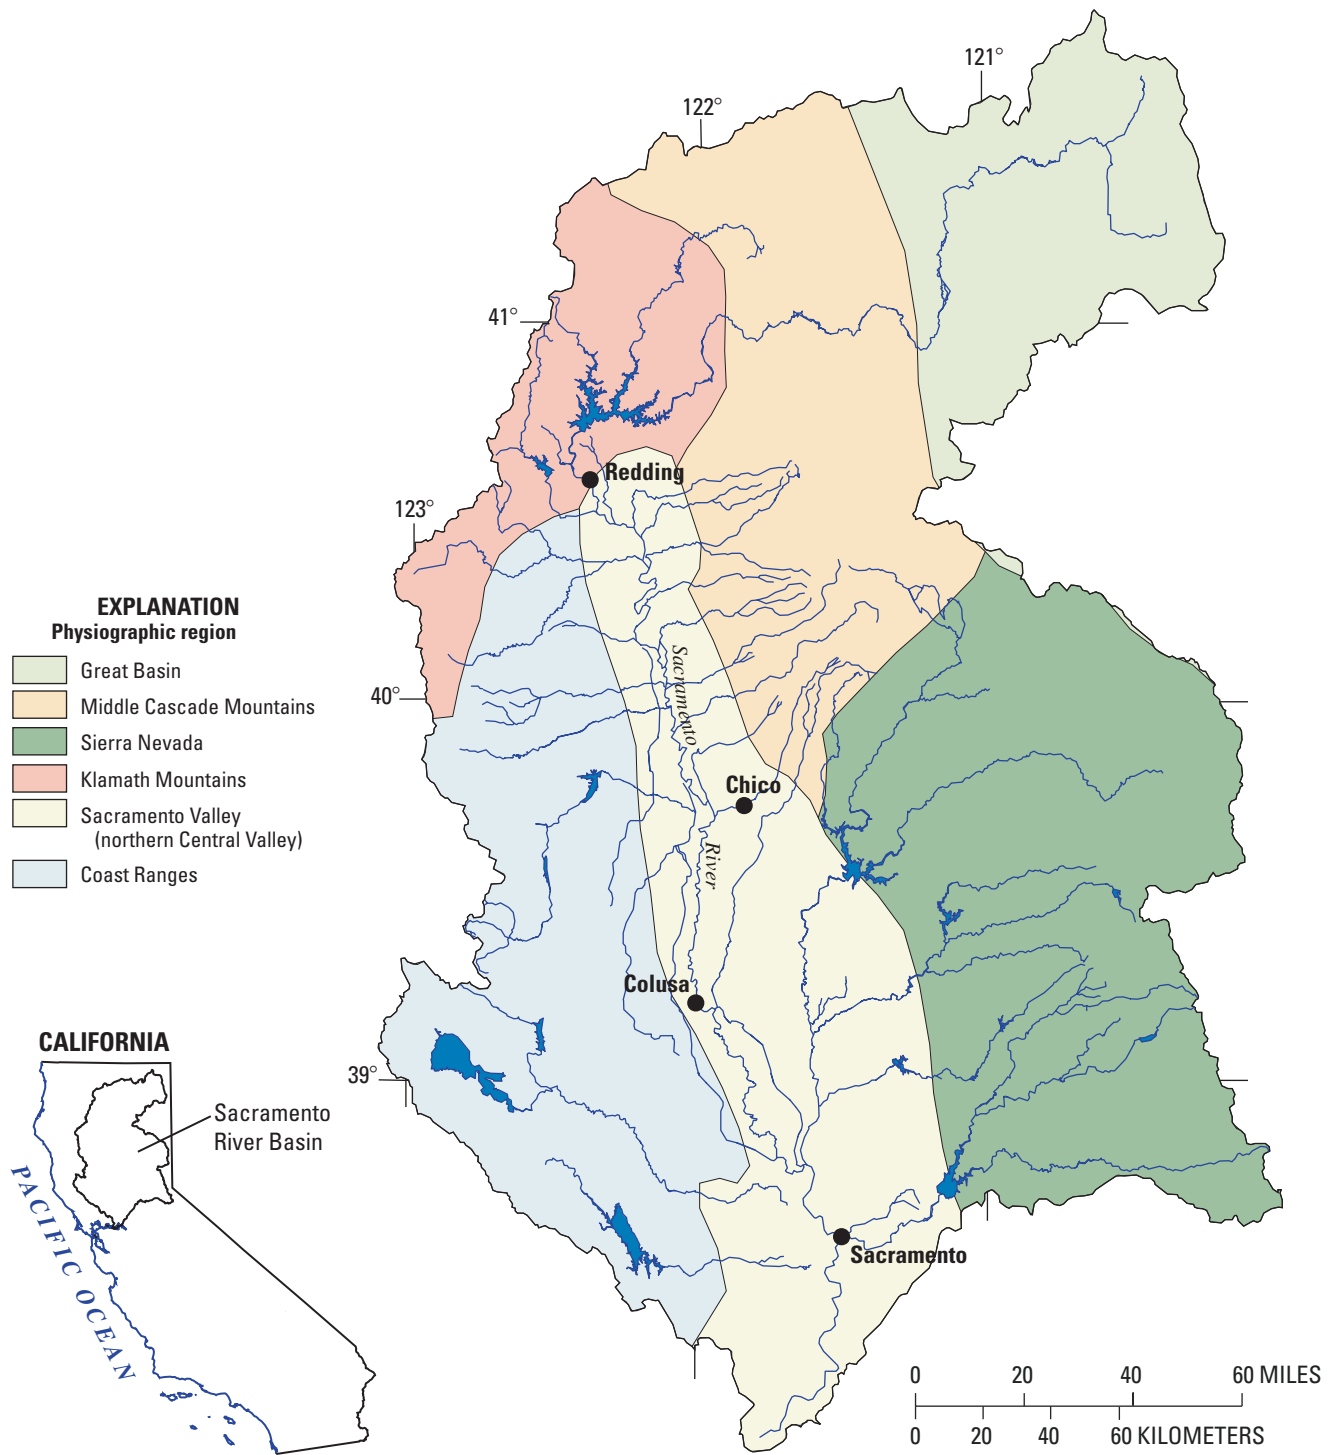 121°
122°
41°
Redding
123°
EXPLANATION
Physiographic region
Great Basin
Middle Cascade Mountains
Sierra Nevada
Klamath Mountains
Sacramento Valley
(northern Central Valley)
Coast Ranges
40°
Sacramento
River
Chico
Colusa
39°
CALIFORNIA
Sacramento
River Basin
PACIFIC OCEAN
Sacramento
0 20 40 60 MILES
0 20 40 60 KILOMETERS